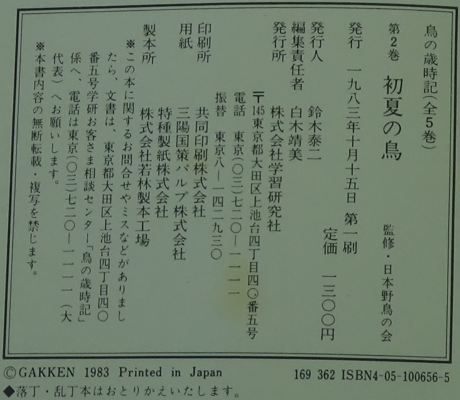 鳥の歳時記(全5巻)
第2巻 初夏の鳥
監修・日本野鳥の会
発行 一九八三年十月十五日 第一刷
定価 一三〇〇円
発行人 鈴木泰二
編集責任者 白木靖美
発行所 株式会社学習研究社
〒145東京都大田区上池台四丁目四〇番五号
電話 東京(〇三)七二〇―一一一一
振替 東京八―一四二九三〇
印刷所 共同印刷株式会社
用紙 三陽国策パルプ株式会社
特種製紙株式会社
製本所 株式会社若林製本工場
※この本に関するお問合せやミスなどがありまし
たら、文書は、東京都大田区上池台四丁目四〇
番五号学研お客さま相談センター「鳥の歳時記」
係へ、電話は東京(〇三)七二〇―一一一一(大
代表)へお願いします。
※本書内容の無断転載・複写を禁じます。
©GAKKEN 1983 Printed in Japan
169 362 ISBN4-05-100656-5
◆落丁・乱丁本はおとりかえいたします。